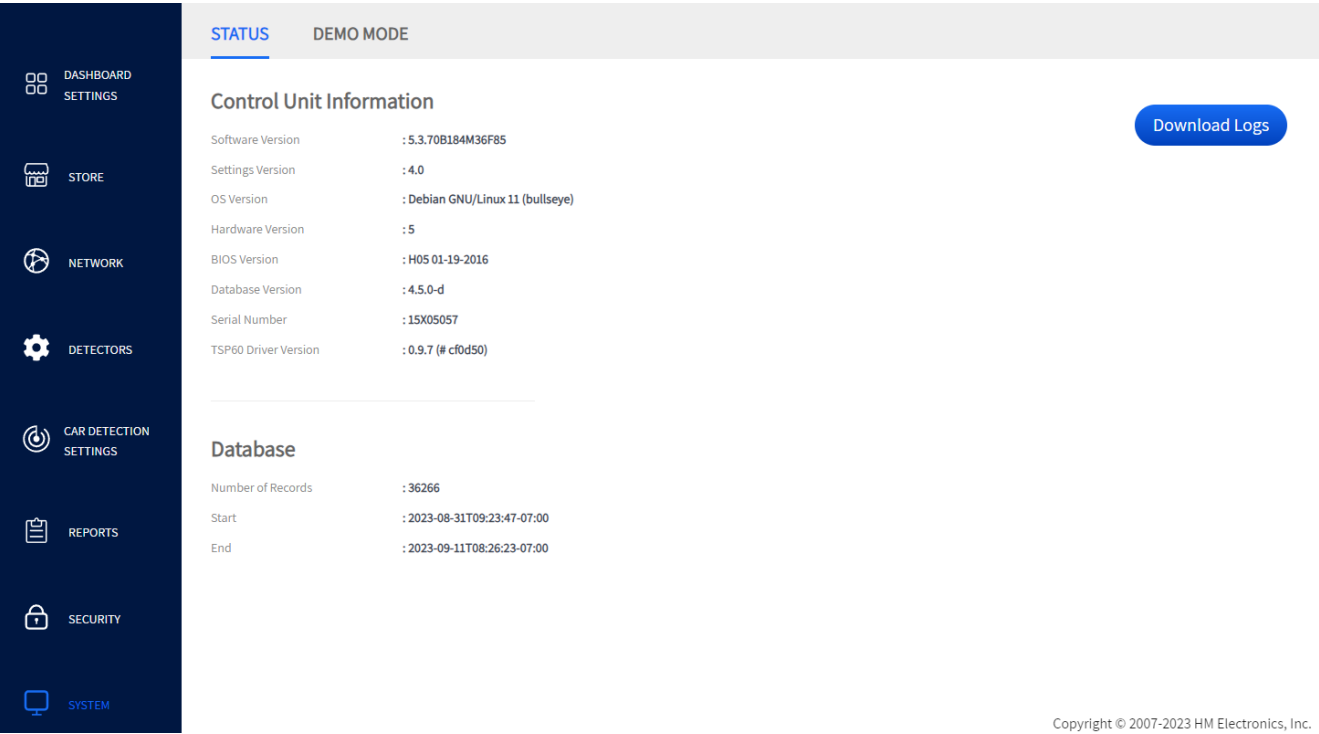 STATUS
DEMO MODE
DASHBOARD
SETTINGS
STORE
NETWORK
DETECTORS
CAR DETECTION
SETTINGS
REPORTS
SECURITY
SYSTEM
Control Unit Information
Download Logs
Software Version : 5.3.70B184M36F85
Settings Version : 4.0
OS Version : Debian GNU/Linux 11 (bullseye)
Hardware Version : 5
BIOS Version : H05 01-19-2016
Database Version : 4.5.0-d
Serial Number : 15X05057
TSP60 Driver Version : 0.9.7 (# cf0d50)
Database
Number of Records : 36266
Start : 2023-08-31T09:23:47-07:00
End : 2023-09-11T08:26:23-07:00
Copyright © 2007-2023 HM Electronics, Inc.